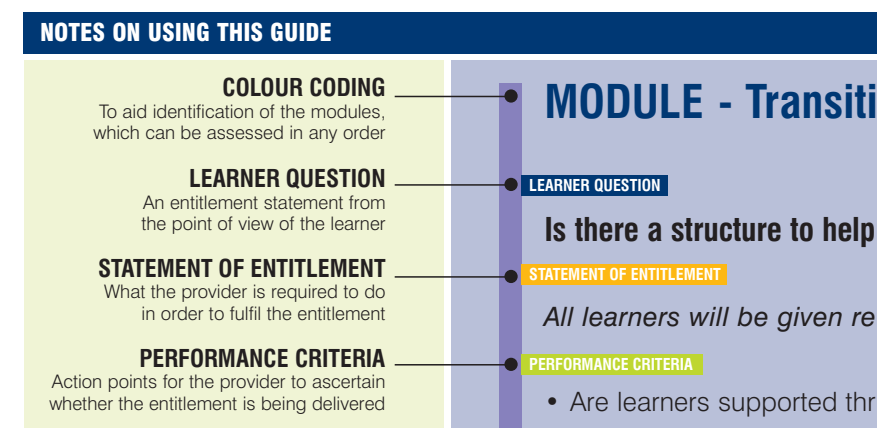 NOTES ON USING THIS GUIDE
COLOUR CODING
To aid identification of the modules,
which can be assessed in any order
LEARNER QUESTION
An entitlement statement from
the point of view of the learner
STATEMENT OF ENTITLEMENT
What the provider is required to do
in order to fulfil the entitlement
PERFORMANCE CRITERIA
Action points for the provider to ascertain
whether the entitlement is being delivered
MODULE - Transiti
LEARNER QUESTION
Is there a structure to help
STATEMENT OF ENTITLEMENT
All learners will be given re
PERFORMANCE CRITERIA
• Are learners supported thr